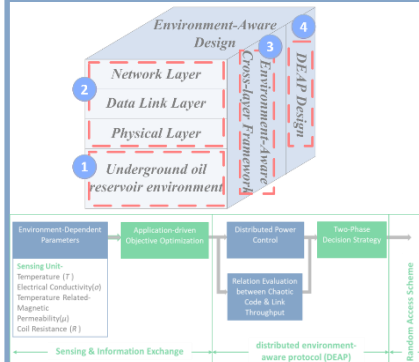 Environment-Aware
Design
4
3
DEAP Design
Environment-Aware
Cross-layer Framework
2
Network Layer
Data Link Layer
Physical Layer
1
Underground oil
reservoir environment
Environment-Dependent
Parameters
Application-driven
Objective Optimization
Distributed Power
Control
Two-Phase
Decision Strategy
Sensing Unit-
Temperature (T )
Electrical Conductivity(σ)
Temperature Related-
Magnetic
Permeability(μ)
Coil Resistance (R )
Relation Evaluation
between Chaotic
Code & Link
Throughput
Random Access Scheme
Sensing & Information Exchange
distributed environment-
aware protocol (DEAP)